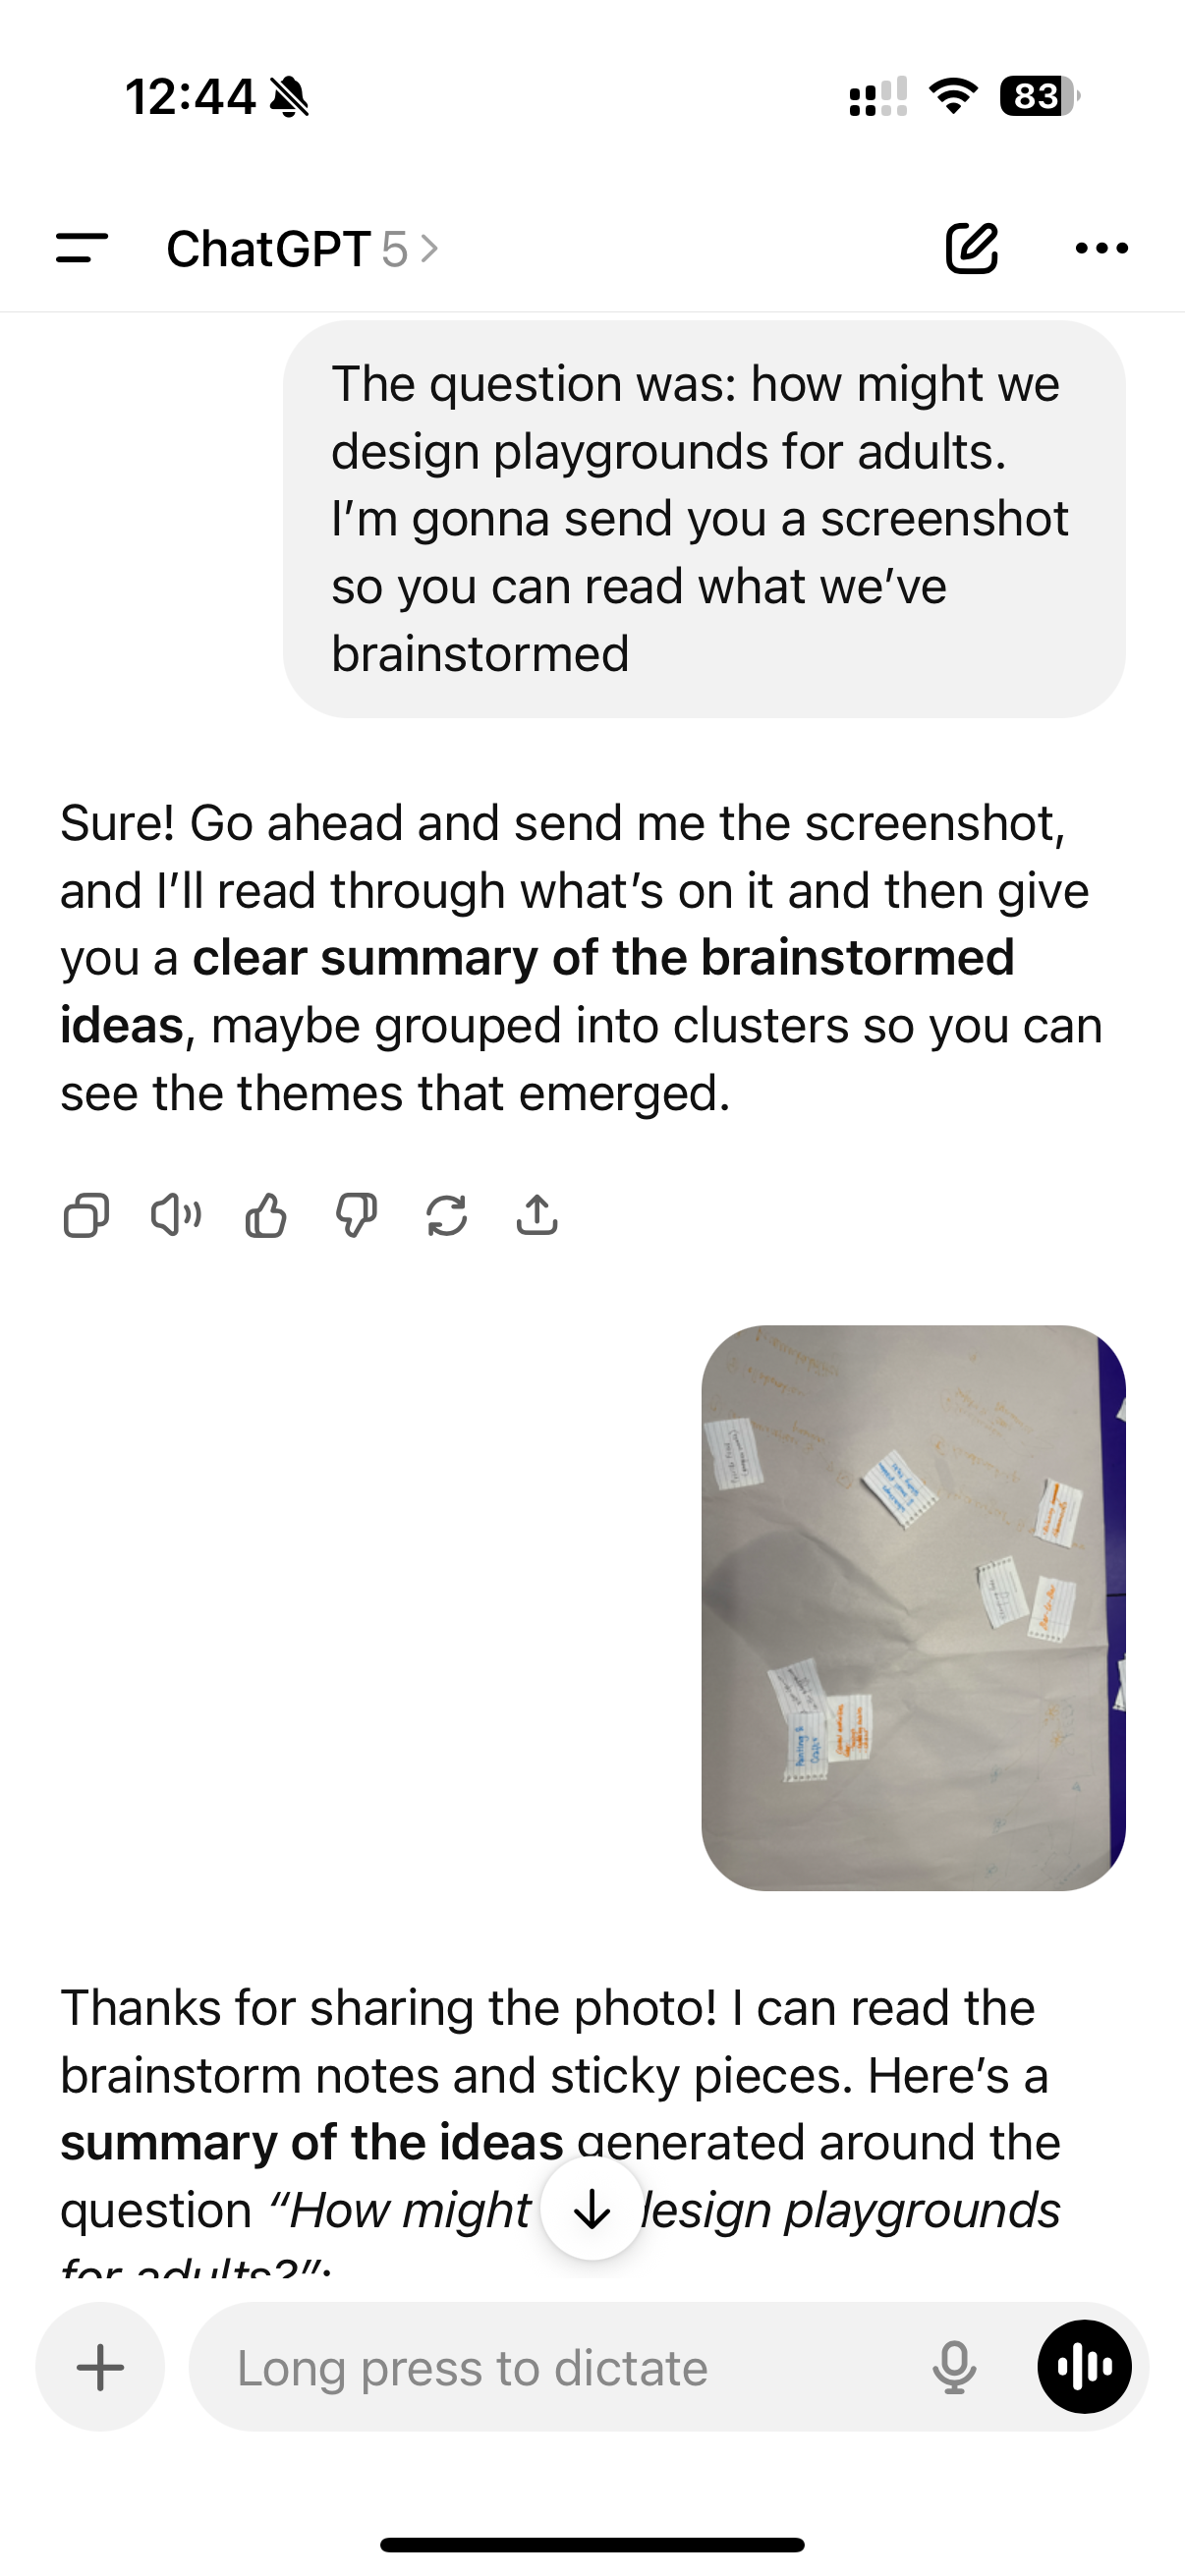 12:44
83
ChatGPT 5
The question was: how might we
design playgrounds for adults.
I’m gonna send you a screenshot
so you can read what we’ve
brainstormed
Sure! Go ahead and send me the screenshot,
and I’ll read through what’s on it and then give
you a clear summary of the brainstormed
ideas, maybe grouped into clusters so you can
see the themes that emerged.
Painting &
Crafts
Thanks for sharing the photo! I can read the
brainstorm notes and sticky pieces. Here’s a
summary of the ideas generated around the
question “How might design playgrounds
for adults?”:
Long press to dictate